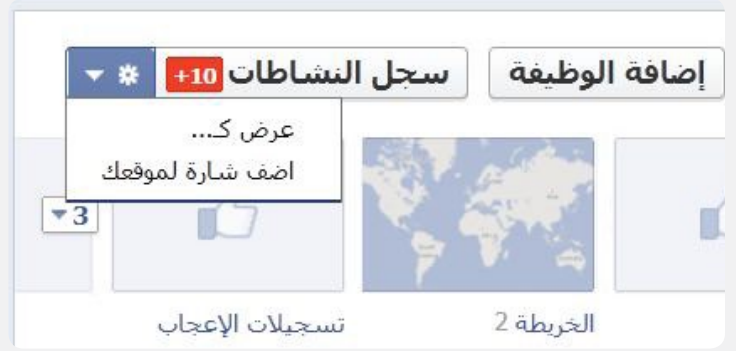 إضافة الوظيفة
سجل النشاطات
+10
عرض كـ...
اضف شارة لموقعك
3
الخريطة 2
تسجيلات الإعجاب